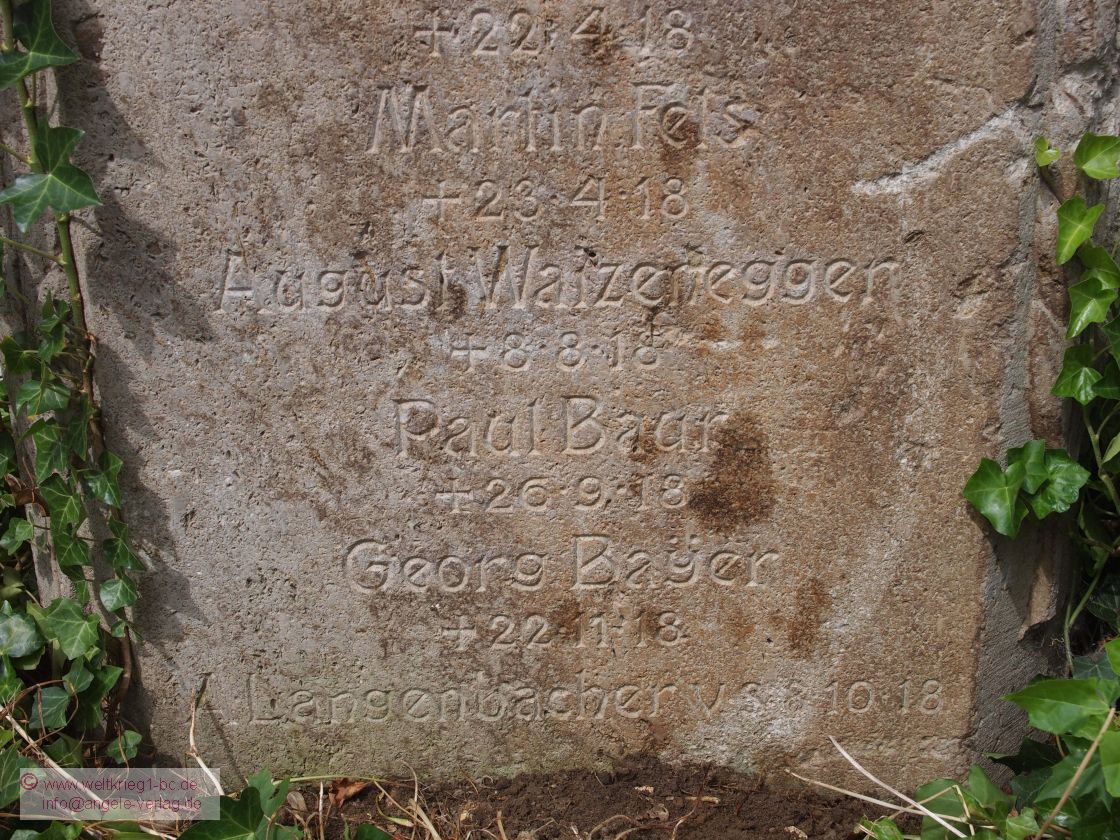 + 22·4·18
Martin Fels
+ 23·4·18
August Waizenegger
+ 8·8·18
Paul Baur
+ 26·9·18
Georg Baÿer
+ 22·11·18
Langenbacher v s 8 10 18
© www.weltkrieg1-bc.de
info@angele-verlag.de